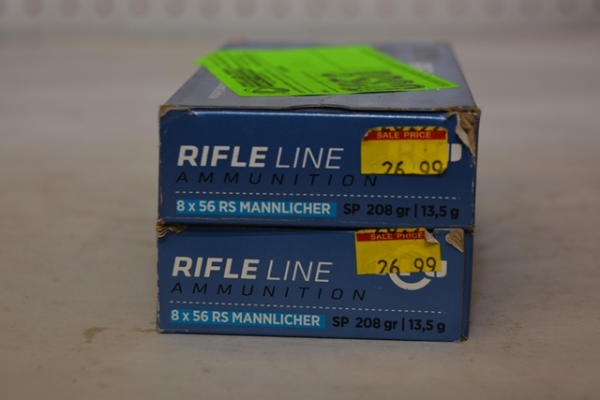 RIFLE LINE
AMMUNITION
SALE PRICE
26.99
8 x 56 RS MANNLICHER SP 208 gr | 13,5 g
RIFLE LINE
AMMUNITION
SALE PRICE
26.99
8 x 56 RS MANNLICHER SP 208 gr | 13,5 g